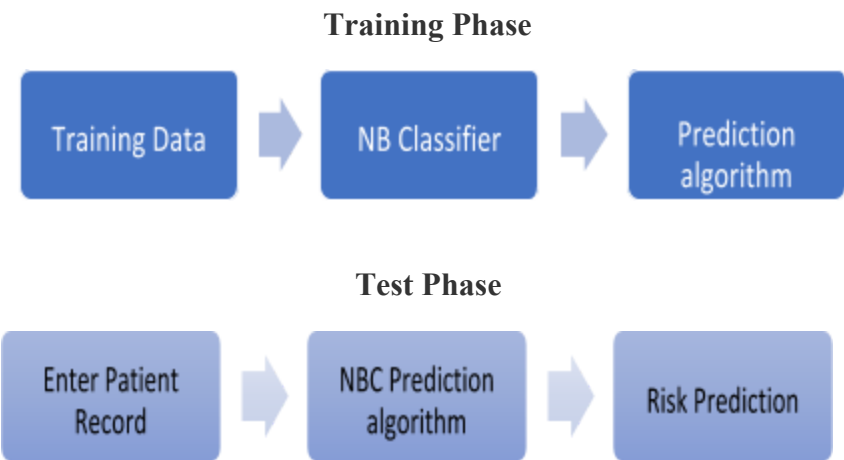 Training Phase
Training Data
NB Classifier
Prediction
algorithm
Test Phase
Enter Patient
Record
NBC Prediction
algorithm
Risk Prediction